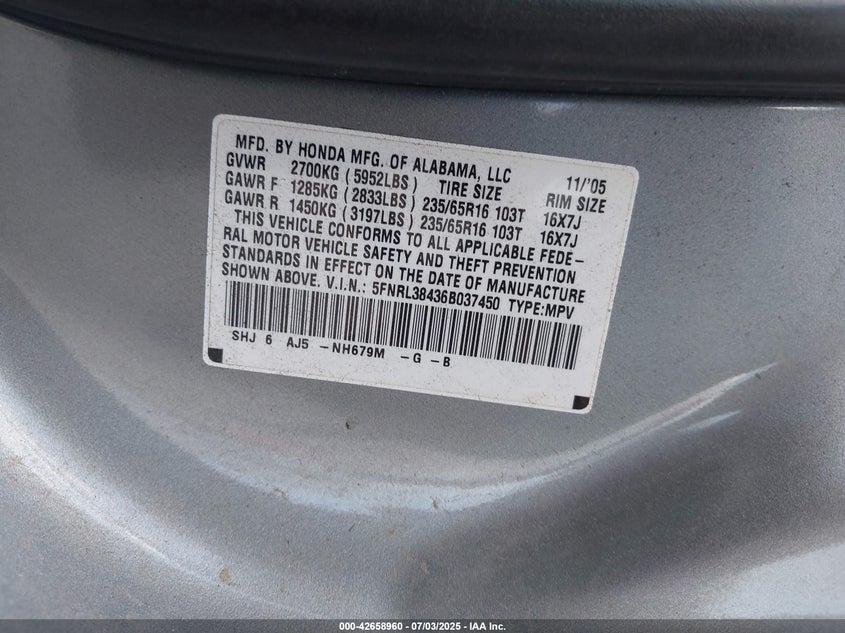 MFD. BY HONDA MFG. OF ALABAMA, LLC 11/'05
GVWR 2700KG (5952LBS) TIRE SIZE RIM SIZE
GAWR F 1285KG (2833LBS) 235/65R16 103T 16X7J
GAWR R 1450KG (3197LBS) 235/65R16 103T 16X7J
THIS VEHICLE CONFORMS TO ALL APPLICABLE FEDE-
RAL MOTOR VEHICLE SAFETY AND THEFT PREVENTION
STANDARDS IN EFFECT ON THE DATE OF MANUFACTURE
SHOWN ABOVE. V.I.N.: 5FNRL38436B037450 TYPE:MPV
SHJ 6 AJ5 -NH679M -G -B
000-42658960 | 07/03/2025 - IAA Inc.